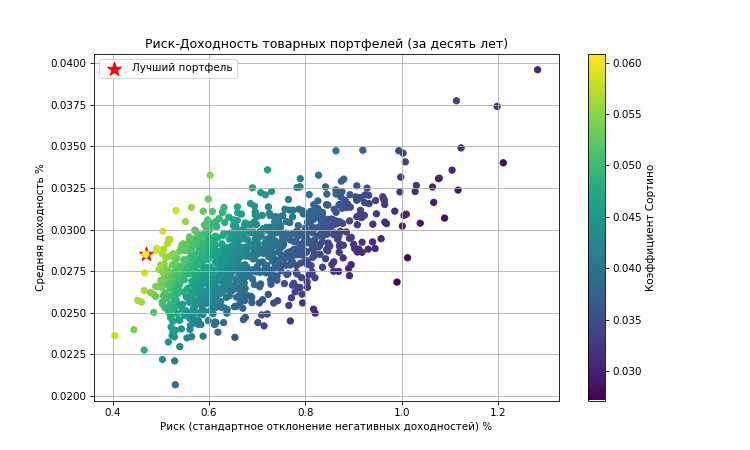 Риск-Доходность товарных портфелей (за десять лет)
Лучший портфель
Средняя доходность %
0.0400
0.0375
0.0350
0.0325
0.0300
0.0275
0.0250
0.0225
0.0200
0.4 0.6 0.8 1.0 1.2
Риск (стандартное отклонение негативных доходностей) %
0.060
0.055
0.050
0.045
0.040
0.035
0.030
Коэффициент Сортино